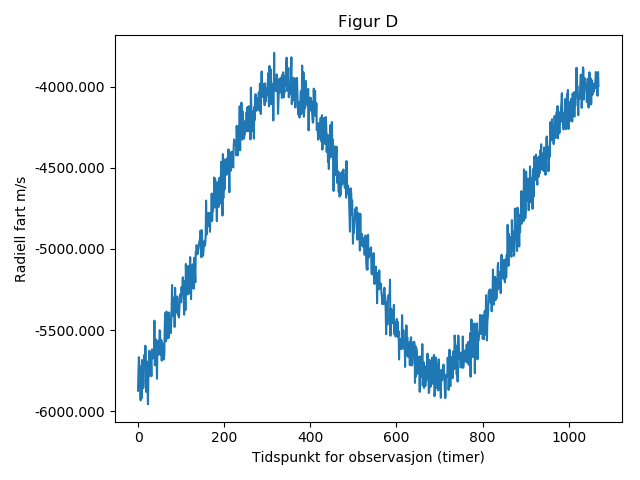 Figur D
Radiell fart m/s
-4000.000
-4500.000
-5000.000
-5500.000
-6000.000
0 200 400 600 800 1000
Tidspunkt for observasjon (timer)